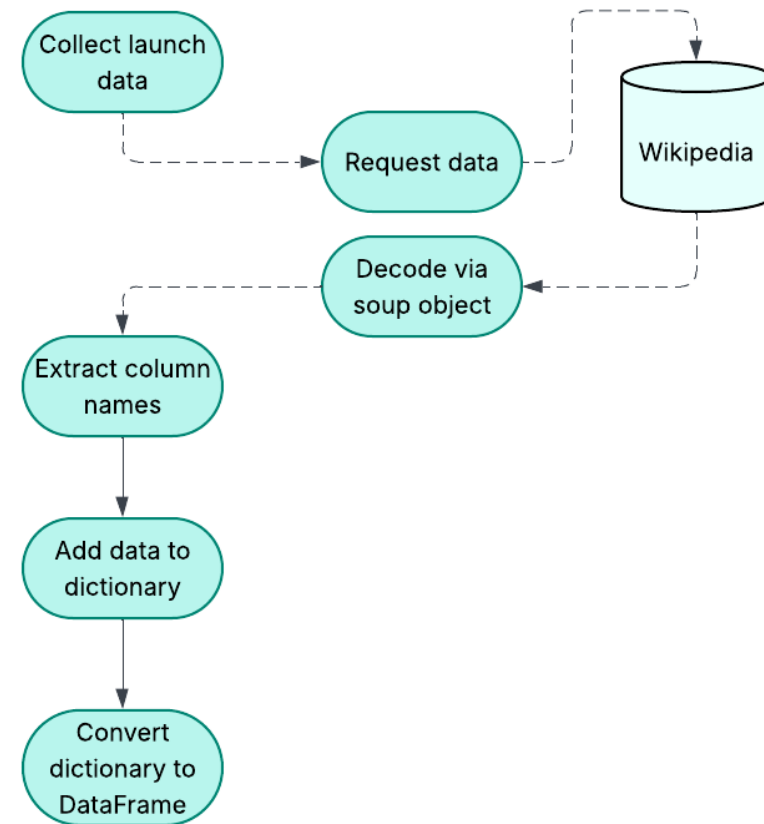 Collect launch
data
Request data
Wikipedia
Decode via
soup object
Extract column
names
Add data to
dictionary
Convert
dictionary to
DataFrame